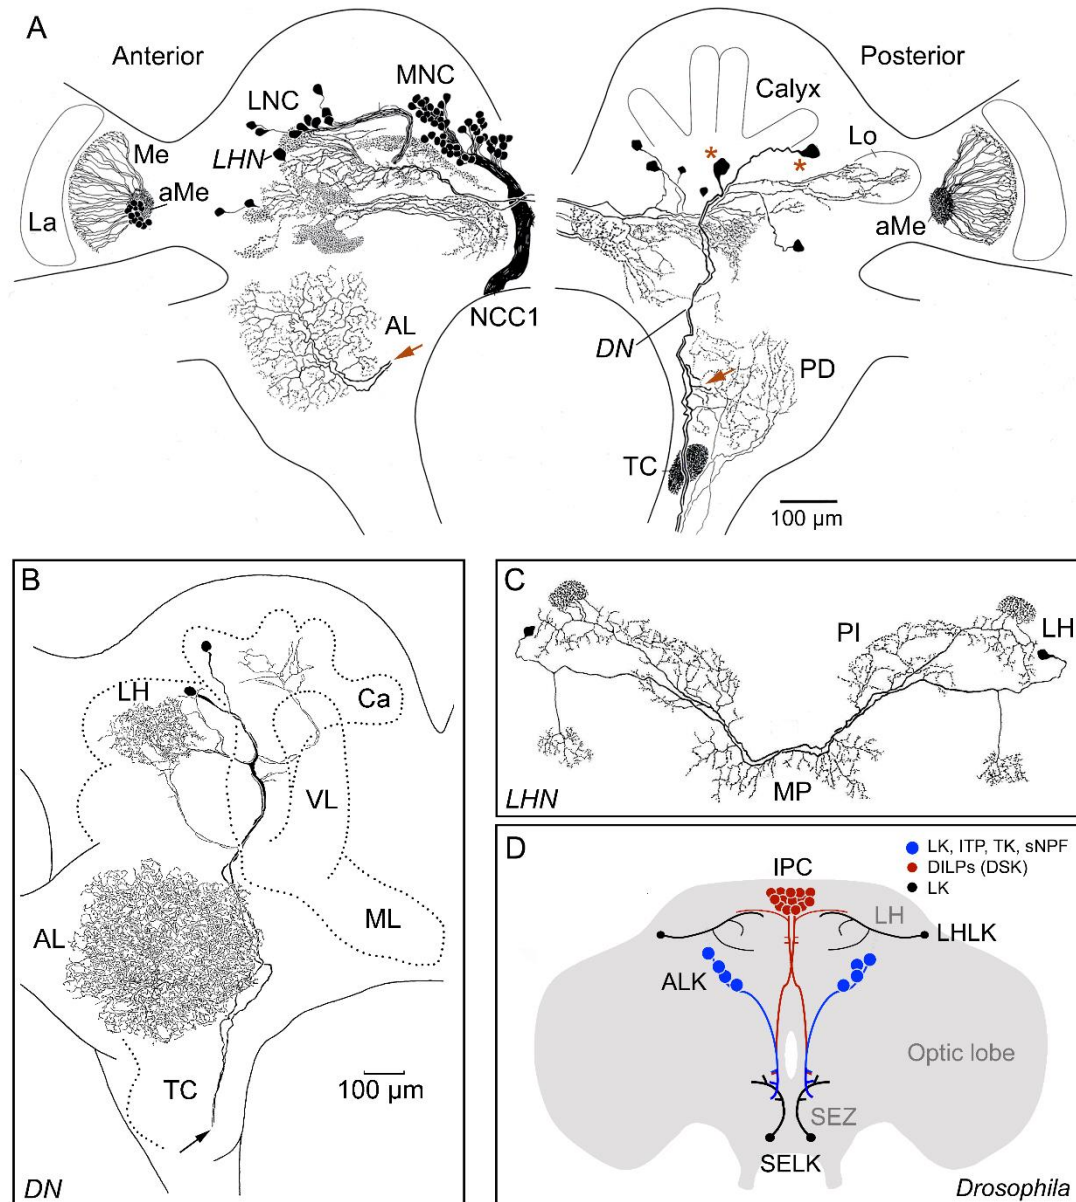 A
Anterior
Posterior
MNC
LNC
Calyx
LHN
Lo
Me
aMe
La
aMe
AL
NCC1
DN
PD
TC
100 µm
B
LH
Ca
VL
AL
ML
TC
100 µm
DN
C
PI
LH
MP
LHN
D
LK, ITP, TK, sNPF
DILPs (DSK)
LK
IPC
LH
LHLK
ALK
Optic lobe
SEZ
SELK
Drosophila